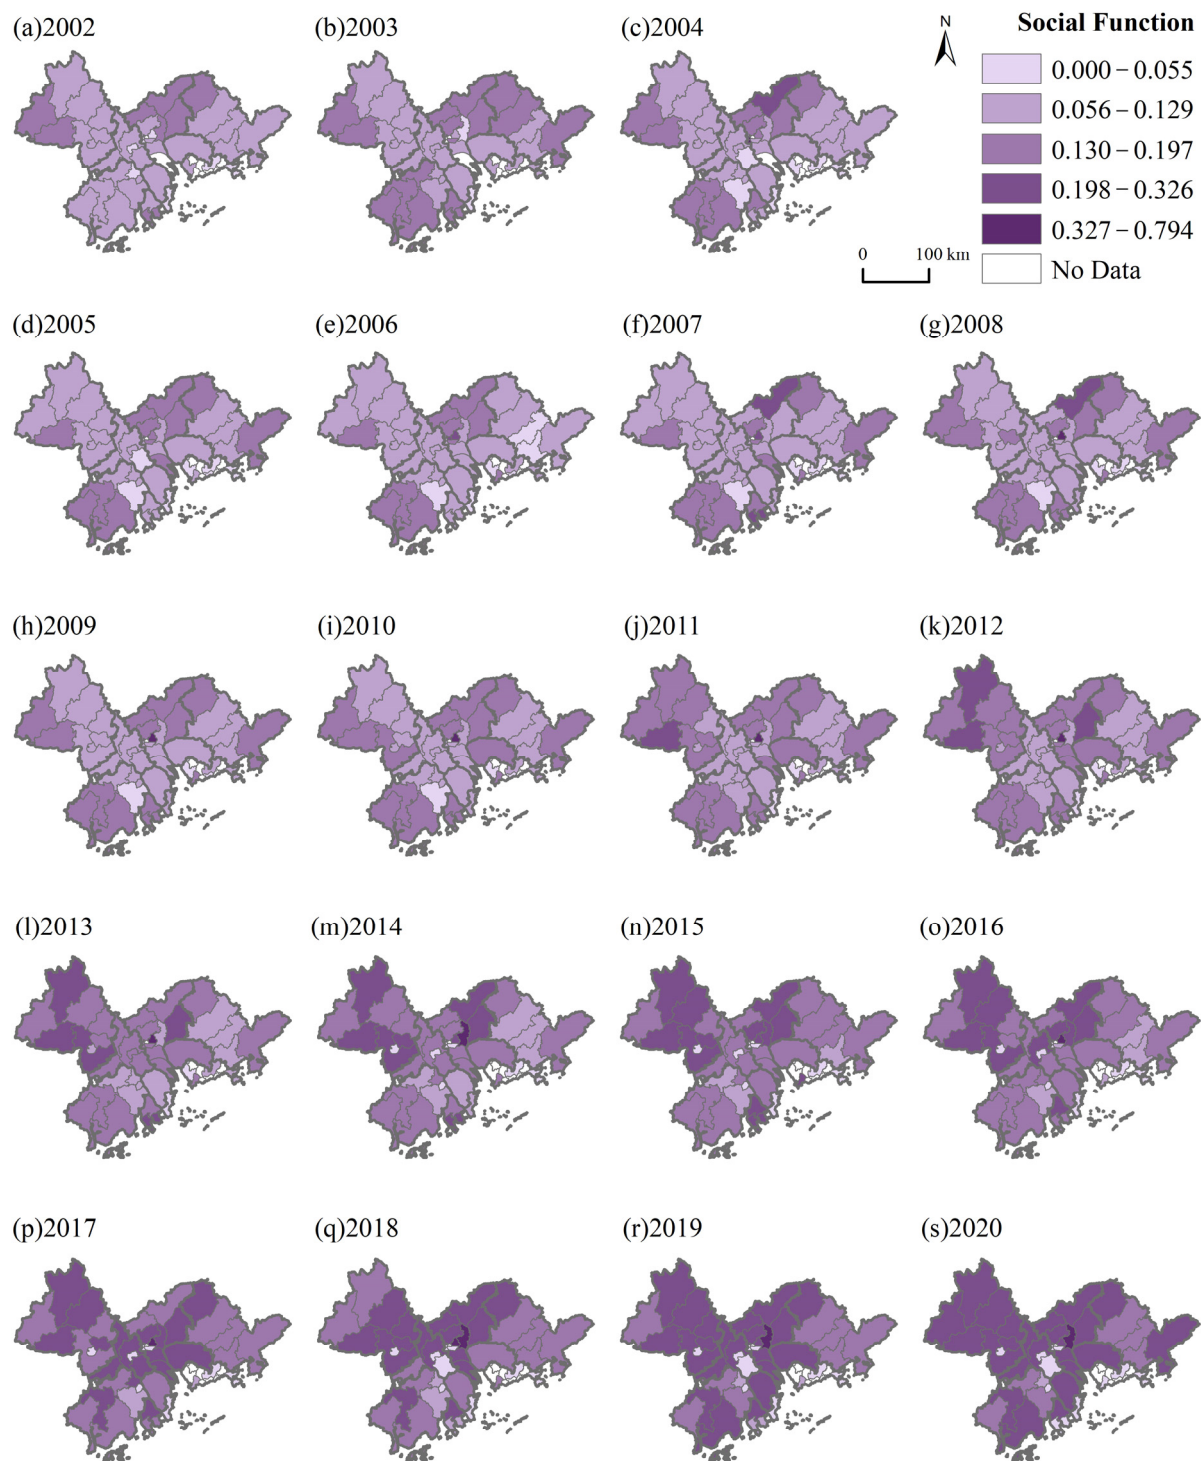 (a)2002
(b)2003
(c)2004
N
Social Function
0.000 – 0.055
0.056 – 0.129
0.130 – 0.197
0.198 – 0.326
0.327 – 0.794
No Data
0 100 km
(d)2005
(e)2006
(f)2007
(g)2008
(h)2009
(i)2010
(j)2011
(k)2012
(l)2013
(m)2014
(n)2015
(o)2016
(p)2017
(q)2018
(r)2019
(s)2020